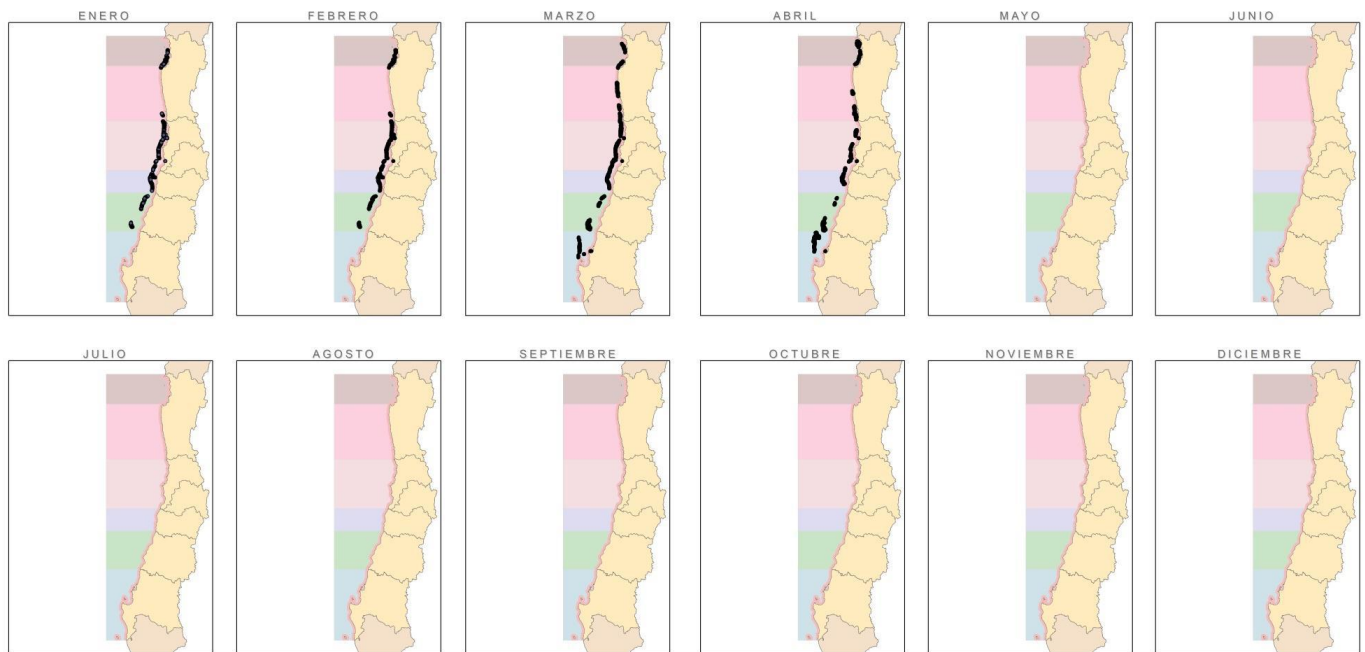 ENERO
FEBRERO
MARZO
ABRIL
MAYO
JUNIO
JULIO
AGOSTO
SEPTIEMBRE
OCTUBRE
NOVIEMBRE
DICIEMBRE